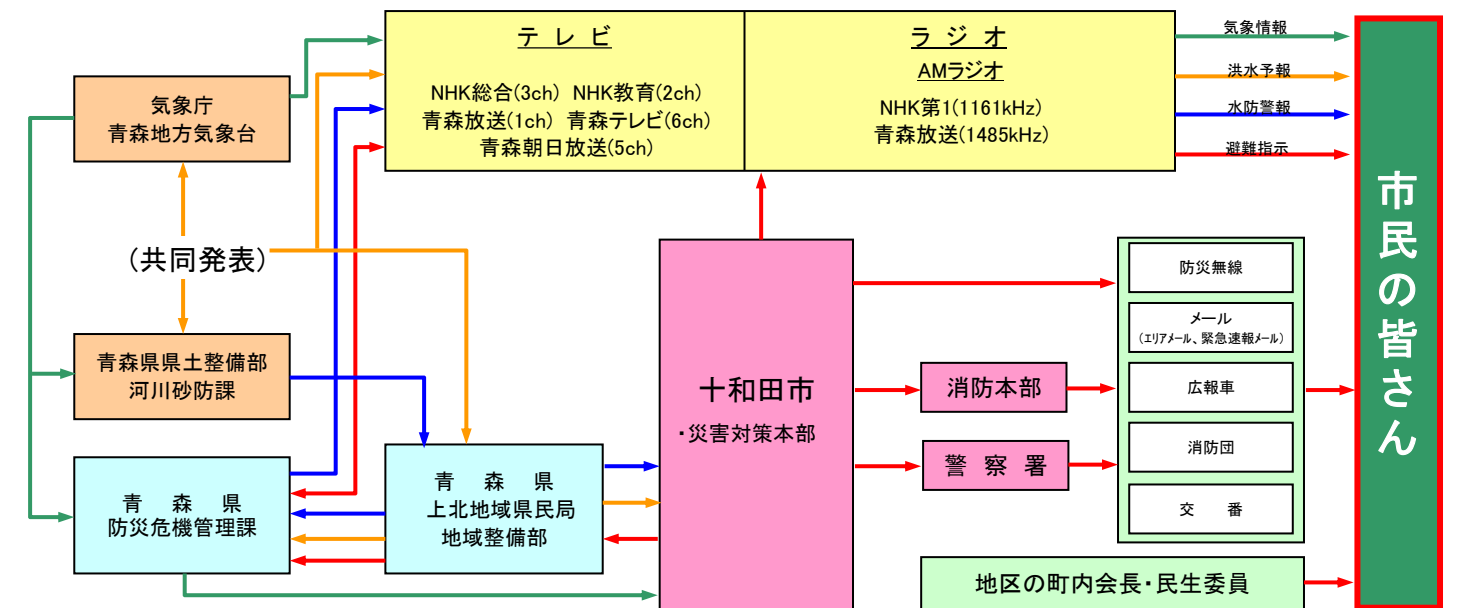 テレビ
NHK総合(3ch) NHK教育(2ch)
青森放送(1ch) 青森テレビ(6ch)
青森朝日放送(5ch)
ラジオ
AMラジオ
NHK第1(1161kHz)
青森放送(1485kHz)
気象情報
洪水予報
水防警報
避難指示
気象庁
青森地方気象台
(共同発表)
青森県県土整備部
河川砂防課
青森県
防災危機管理課
青森県
上北地域県民局
地域整備部
十和田市
・災害対策本部
消防本部
警察署
防災無線
メール
(エリアメール、緊急速報メール)
広報車
消防団
交番
地区の町内会長・民生委員
市民の皆さん